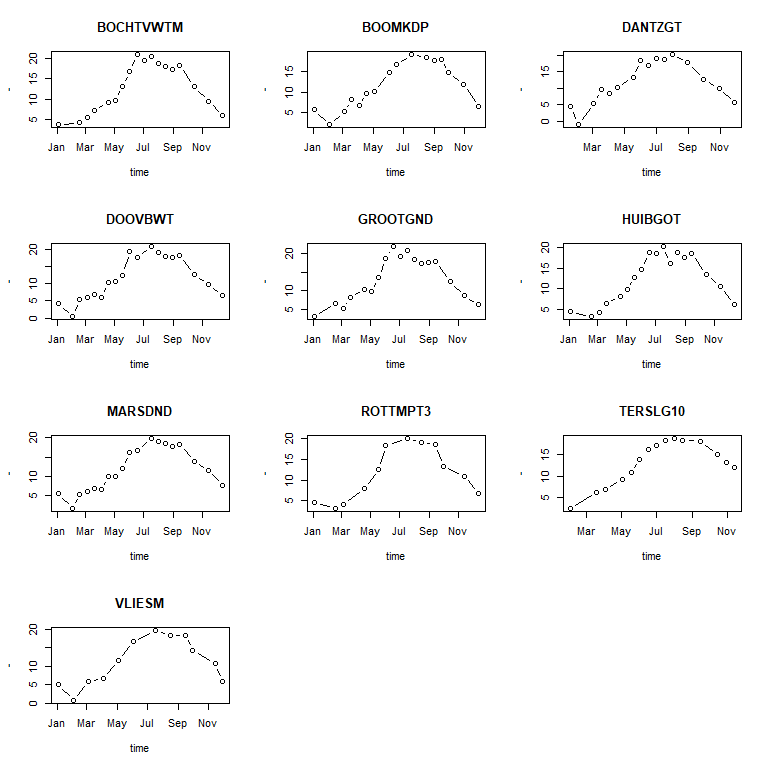 BOCHTVWTM
5 10 15 20
Jan Mar May Jul Sep Nov
time
BOOMKDP
5 10 15
Jan Mar May Jul Sep Nov
time
DANTZGT
0 5 10
Mar May Jul Sep Nov
time
DOOVBWT
0 5 10 20
Jan Mar May Jul Sep Nov
time
GROOTGND
5 10 20
Jan Mar May Jul Sep Nov
time
HUIBGOT
5 10 15 20
Jan Mar May Jul Sep Nov
time
MARSDND
5 10 20
Jan Mar May Jul Sep Nov
time
ROTTMPT3
5 10 15 20
Jan Mar May Jul Sep Nov
time
TERSLG10
5 10 15
Mar May Jul Sep Nov
time
VLIESM
0 5 10 20
Jan Mar May Jul Sep Nov
time